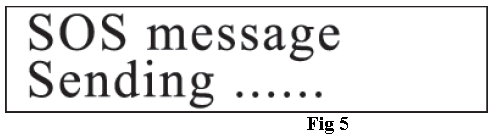 SOS message
Sending ......
Fig 5